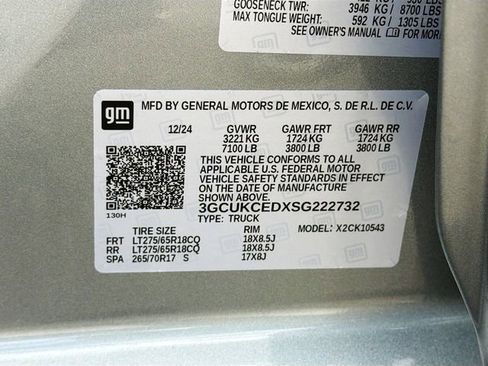 GOOSENECK TWR:
3946 KG / 8700 LBS
MAX TONGUE WEIGHT: 592 KG / 1305 LBS
SEE OWNER'S MANUAL FOR MORE
gm
MFD BY GENERAL MOTORS DE MEXICO, S. DE R.L. DE C.V.
12/24 GVWR GAWR FRT GAWR RR
3221 KG 1724 KG 1724 KG
7100 LB 3800 LB 3800 LB
THIS VEHICLE CONFORMS TO ALL
APPLICABLE U.S. FEDERAL MOTOR
VEHICLE SAFETY STANDARDS IN
EFFECT ON THE DATE OF
MANUFACTURE SHOWN ABOVE.
3GCUKCEDXSG222732
130H TYPE: TRUCK
TIRE SIZE RIM MODEL: X2CK10543
FRT LT275/65R18CQ 18X8.5J
RR LT275/65R18CQ 18X8.5J
SPA 265/70R17 S 17X8J